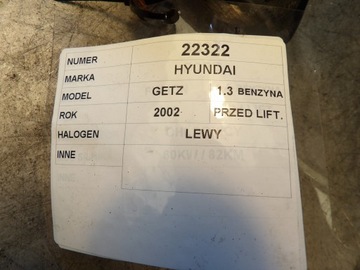 NUMER 22322
MARKA HYUNDAI
MODEL GETZ 1.3 BENZYNA
ROK 2002 PRZED LIFT.
HALOGEN LEWY
INNE